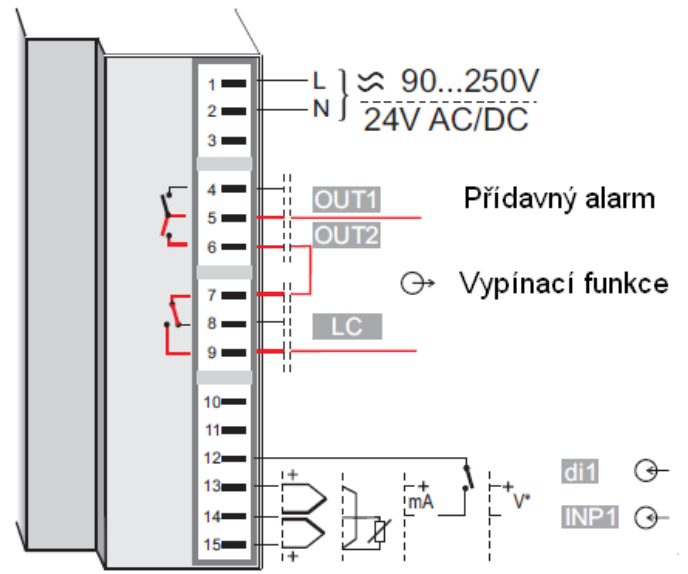 1 L ≂ 90...250V
2 N 24V AC/DC
3
4
OUT1 Přídavný alarm
5
OUT2
6
7 Vypínací funkce
8 LC
9
10
11
12
+ + + di1
13 mA V*
14 INP1
15
+